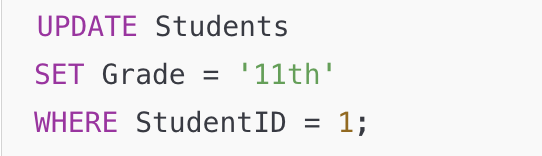 UPDATE Students
SET Grade = '11th'
WHERE StudentID = 1;